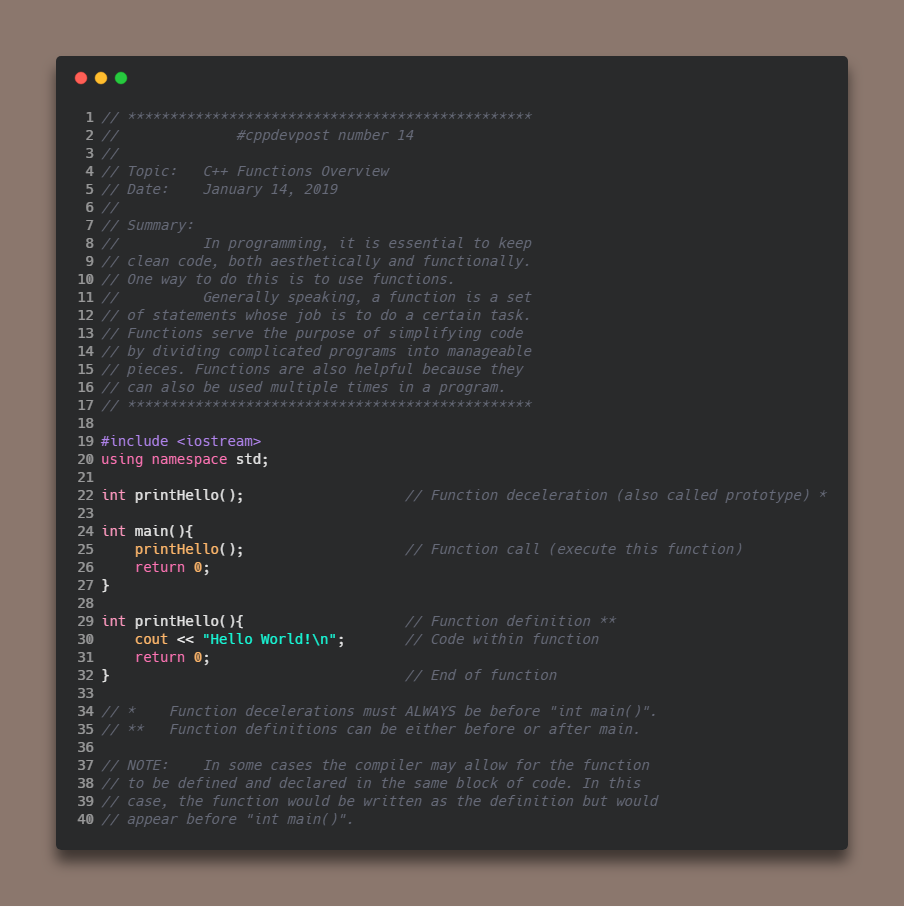 1 // ************************************************
2 //              #cppdevpost number 14
3 //
4 // Topic:   C++ Functions Overview
5 // Date:    January 14, 2019
6 //
7 // Summary:
8 //          In programming, it is essential to keep
9 // clean code, both aesthetically and functionally.
10 // One way to do this is to use functions.
11 //          Generally speaking, a function is a set
12 // of statements whose job is to do a certain task.
13 // Functions serve the purpose of simplifying code
14 // by dividing complicated programs into manageable
15 // pieces. Functions are also helpful because they
16 // can also be used multiple times in a program.
17 // ************************************************
18
19 #include <iostream>
20 using namespace std;
21
22 int printHello();                   // Function deceleration (also called prototype) *
23
24 int main(){
25     printHello();                   // Function call (execute this function)
26     return 0;
27 }
28
29 int printHello(){                   // Function definition **
30     cout << "Hello World!\n";       // Code within function
31     return 0;
32 }                                   // End of function
33
34 // *    Function decelerations must ALWAYS be before "int main()".
35 // **   Function definitions can be either before or after main.
36
37 // NOTE:    In some cases the compiler may allow for the function
38 // to be defined and declared in the same block of code. In this
39 // case, the function would be written as the definition but would
40 // appear before "int main()".